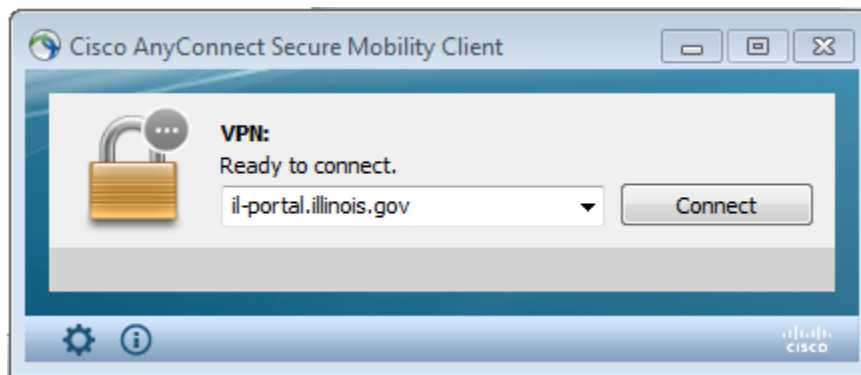 Cisco AnyConnect Secure Mobility Client
VPN:
Ready to connect.
il-portal.illinois.gov
Connect
CISCO